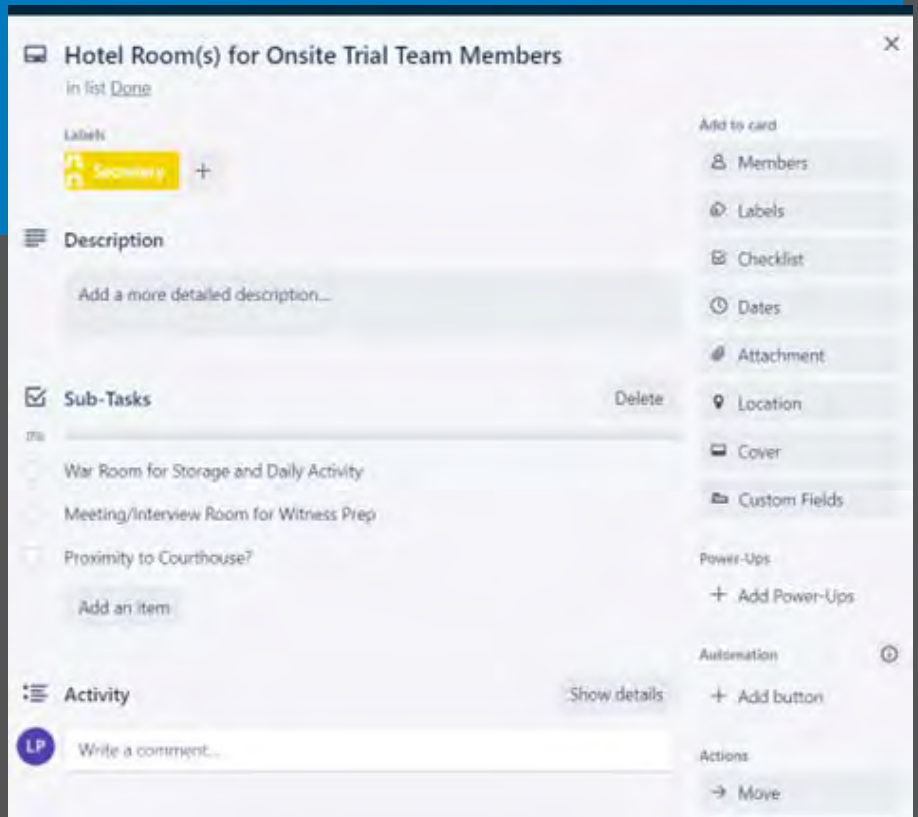 Hotel Room(s) for Onsite Trial Team Members
in list Done
Labels
Secretary
Description
Add a more detailed description...
Sub-Tasks
Delete
0%
War Room for Storage and Daily Activity
Meeting/Interview Room for Witness Prep
Proximity to Courthouse?
Add an item
Activity
Show details
LP
Write a comment...
Add to card
Members
Labels
Checklist
Dates
Attachment
Location
Cover
Custom Fields
Power-Ups
+ Add Power-Ups
Automation
+ Add button
Actions
→ Move